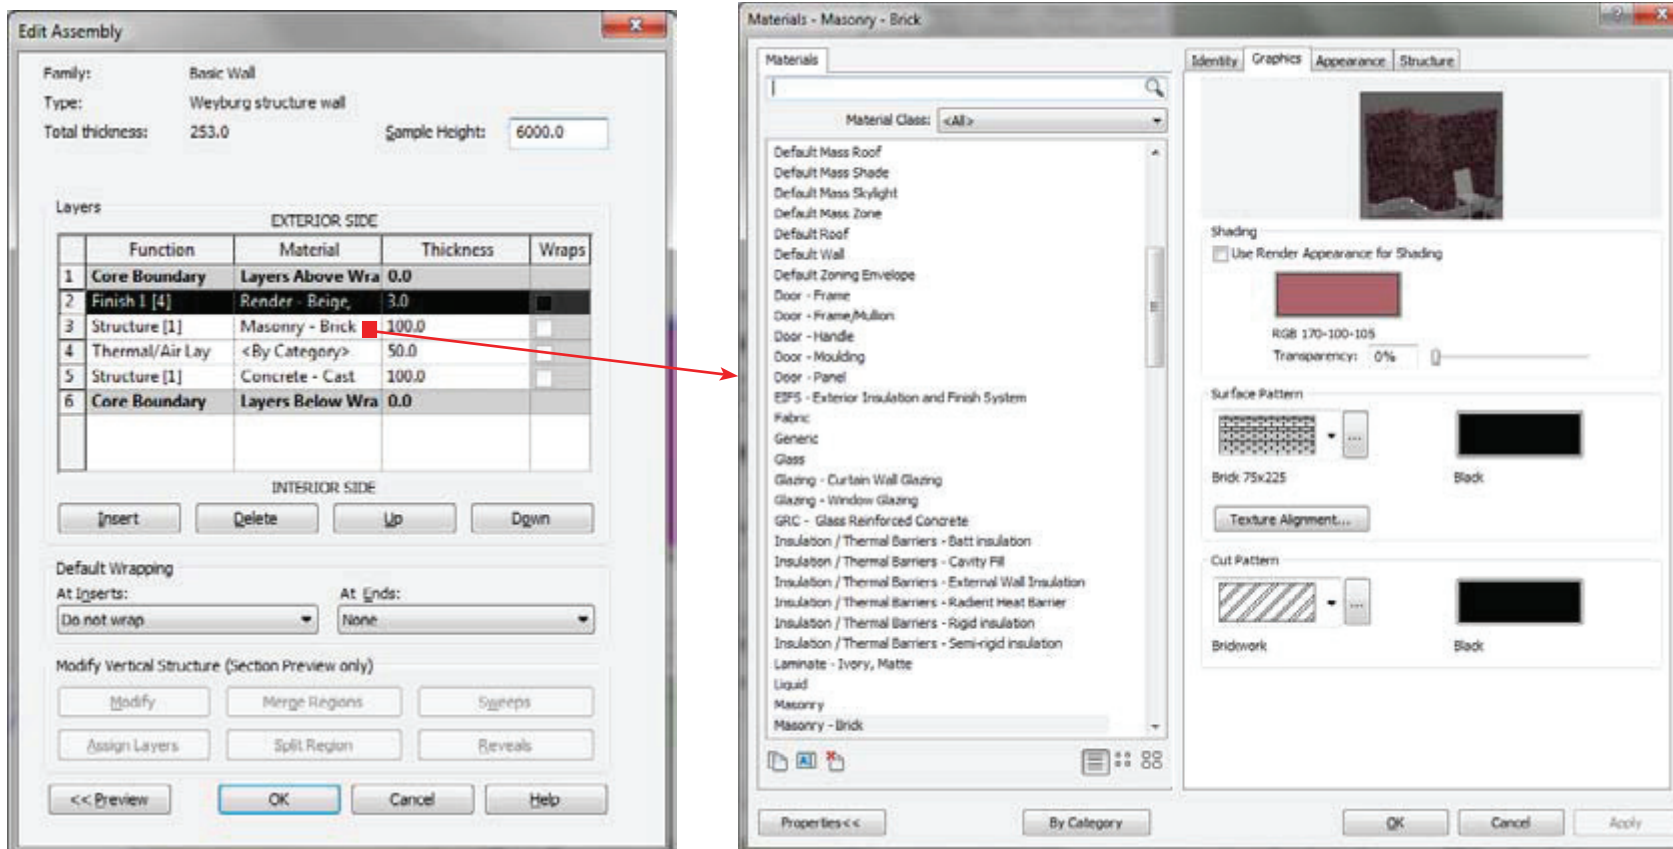 Edit Assembly
Family: Basic Wall
Type: Weyburg structure wall
Total thickness: 253.0 Sample Height: 6000.0
Layers
EXTERIOR SIDE
Function Material Thickness Wraps
1 Core Boundary Layers Above Wra 0.0
2 Finish 1 [4] Render - Beige, 3.0
3 Structure [1] Masonry - Brick 100.0
4 Thermal/Air Lay <By Category> 50.0
5 Structure [1] Concrete - Cast 100.0
6 Core Boundary Layers Below Wra 0.0
INTERIOR SIDE
Insert Delete Up Down
Default Wrapping
At Inserts: At Ends:
Do not wrap None
Modify Vertical Structure (Section Preview only)
Modify Merge Regions Sweeps
Assign Layers Split Region Reveals
<< Preview OK Cancel Help
Materials - Masonry - Brick
Materials
Material Class: <All>
Default Mass Roof
Default Mass Shade
Default Mass Skylight
Default Mass Zone
Default Roof
Default Wall
Default Zoning Envelope
Door - Frame
Door - Frame/Mullion
Door - Handle
Door - Moulding
Door - Panel
EIFS - Exterior Insulation and Finish System
Fabric
Generic
Glass
Glazing - Curtain Wall Glazing
Glazing - Window Glazing
GRC - Glass Reinforced Concrete
Insulation / Thermal Barriers - Batt insulation
Insulation / Thermal Barriers - Cavity Fill
Insulation / Thermal Barriers - External Wall Insulation
Insulation / Thermal Barriers - Radient Heat Barrier
Insulation / Thermal Barriers - Rigid insulation
Insulation / Thermal Barriers - Semi-rigid insulation
Laminate - Ivory, Matte
Liquid
Masonry
Masonry - Brick
Properties<< By Category
Identity Graphics Appearance Structure
Shading
Use Render Appearance for Shading
RGB 170-100-105
Transparency: 0%
Surface Pattern
...
Brick 75x225 Black
Texture Alignment...
Cut Pattern
...
Brickwork Black
OK Cancel Apply